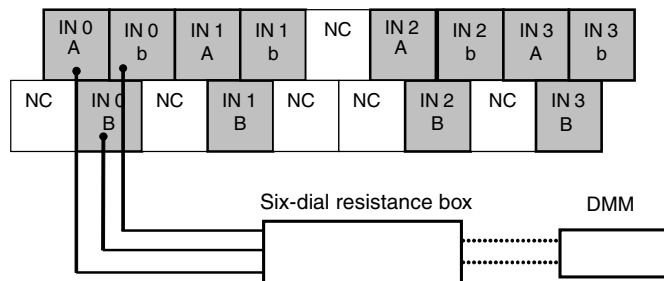 IN 0 IN 0 IN 1 IN 1 NC IN 2 IN 2 IN 3 IN 3
A b A b A b A b
NC IN 0 NC IN 1 NC NC IN 2 NC IN 3
B B B B
Six-dial resistance box DMM